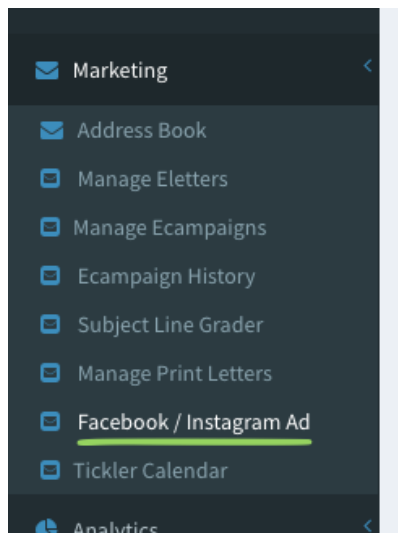 Marketing
Address Book
Manage Eletters
Manage Ecampaigns
Ecampaign History
Subject Line Grader
Manage Print Letters
Facebook / Instagram Ad
Tickler Calendar
Analytics